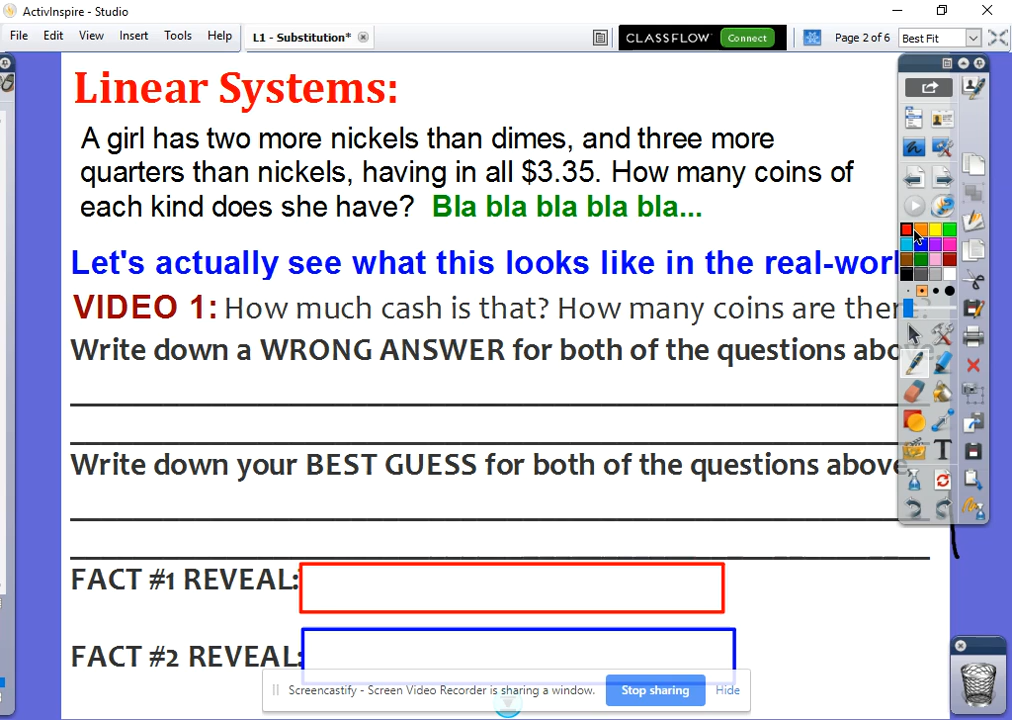 ActivInspire - Studio
File Edit View Insert Tools Help L1 - Substitution* CLASSFLOW Connect Page 2 of 6 Best Fit
Linear Systems:
A girl has two more nickels than dimes, and three more
quarters than nickels, having in all $3.35. How many coins of
each kind does she have? Bla bla bla bla bla...
Let's actually see what this looks like in the real-worl
VIDEO 1: How much cash is that? How many coins are there?
Write down a WRONG ANSWER for both of the questions above.
Write down your BEST GUESS for both of the questions above.
FACT #1 REVEAL:
FACT #2 REVEAL:
Screencastify - Screen Video Recorder is sharing a window. Stop sharing Hide